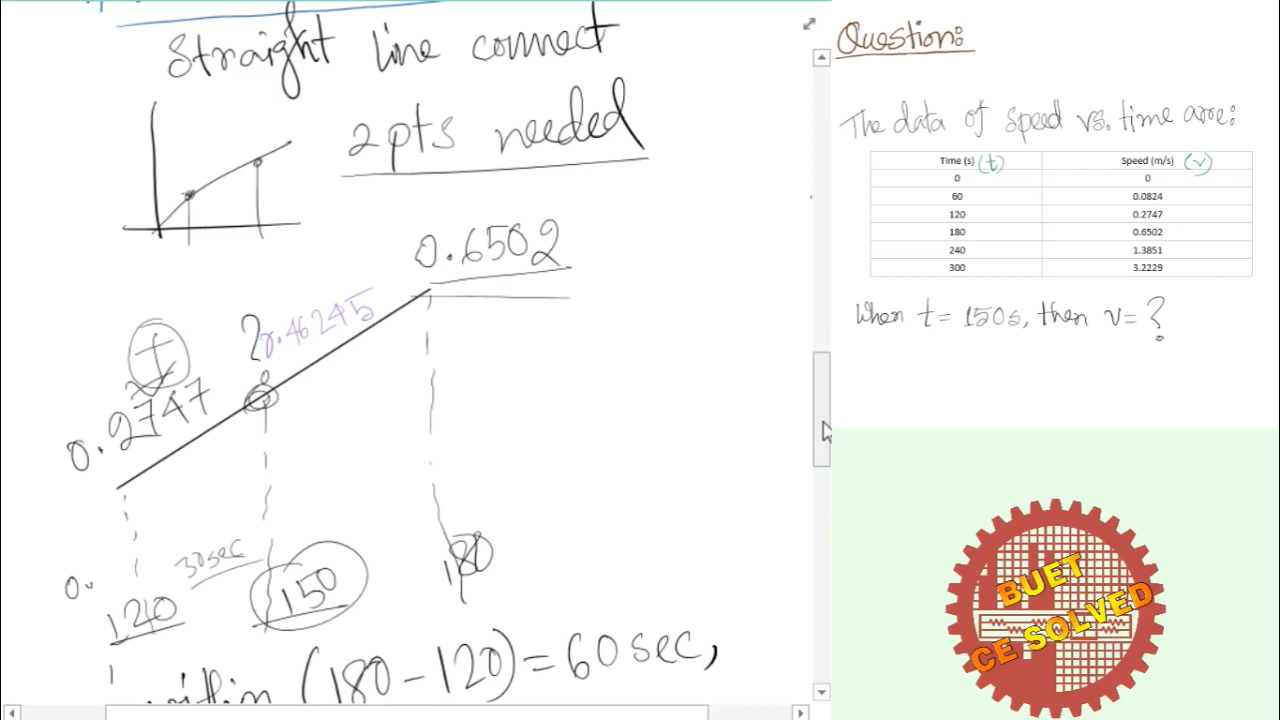 Straight line connect
2pts needed
0.6502
?
0.46245
+
0.2747
30sec
0.
120
150
180
within (180-120) = 60 sec,
Question:
The data of speed vs. time are:
Time (s) (t) Speed (m/s) (v)
0 0
60 0.0824
120 0.2747
180 0.6502
240 1.3851
300 3.2229
When t = 150s, then v = ?
BUET
CE SOLVED